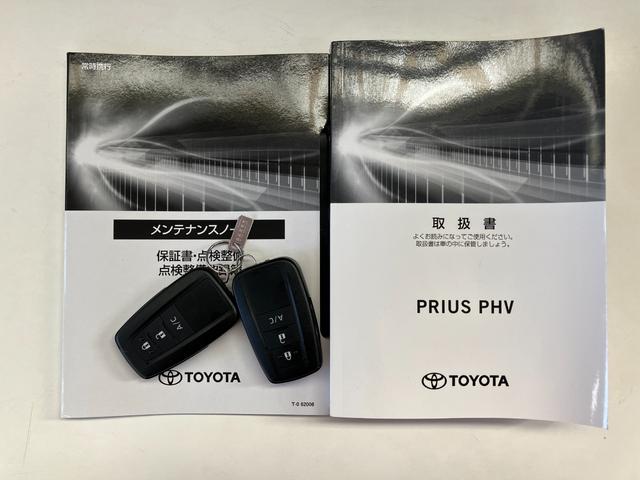 常時携行
メンテナンスノー
保証書・点検整備
点検整備
TOYOTA
T-0 62006
A/C
A/C
取扱書
よくお読みになってご使用ください。
取扱書は車の中に保管しましょう。
PRIUS PHV
TOYOTA